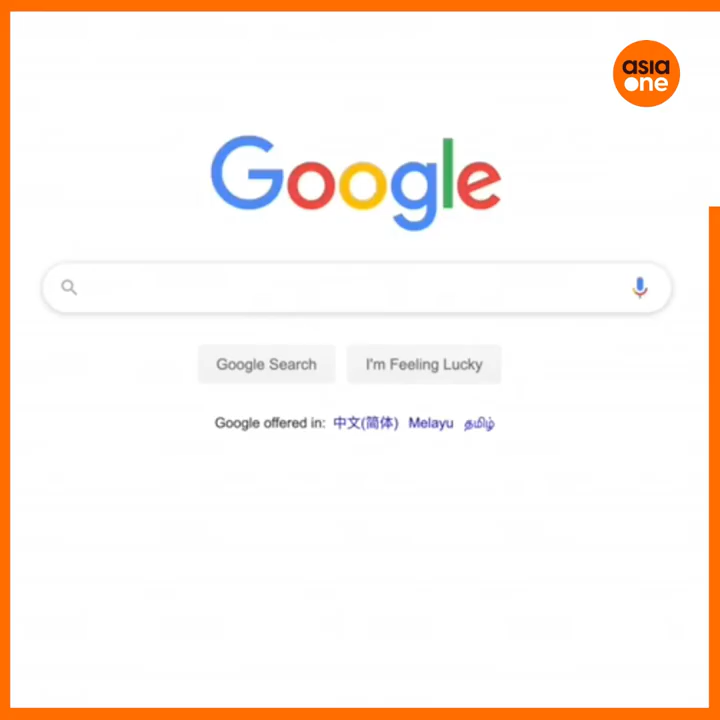 asia
one
Google
Google Search
I'm Feeling Lucky
Google offered in: 中文(简体) Melayu தமிழ்